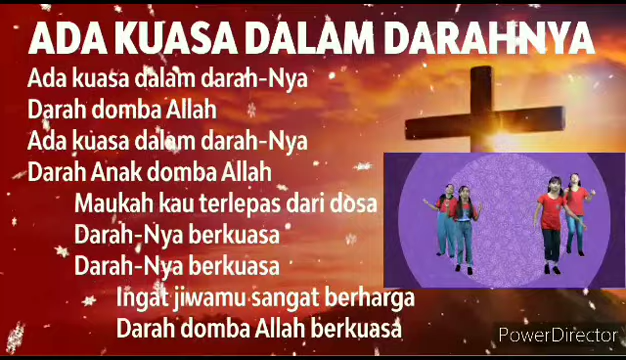 ADA KUASA DALAM DARAHNYA
Ada kuasa dalam darah-Nya
Darah domba Allah
Ada kuasa dalam darah-Nya
Darah Anak domba Allah
Maukah kau terlepas dari dosa
Darah-Nya berkuasa
Darah-Nya berkuasa
Ingat jiwamu sangat berharga
Darah domba Allah berkuasa
PowerDirector